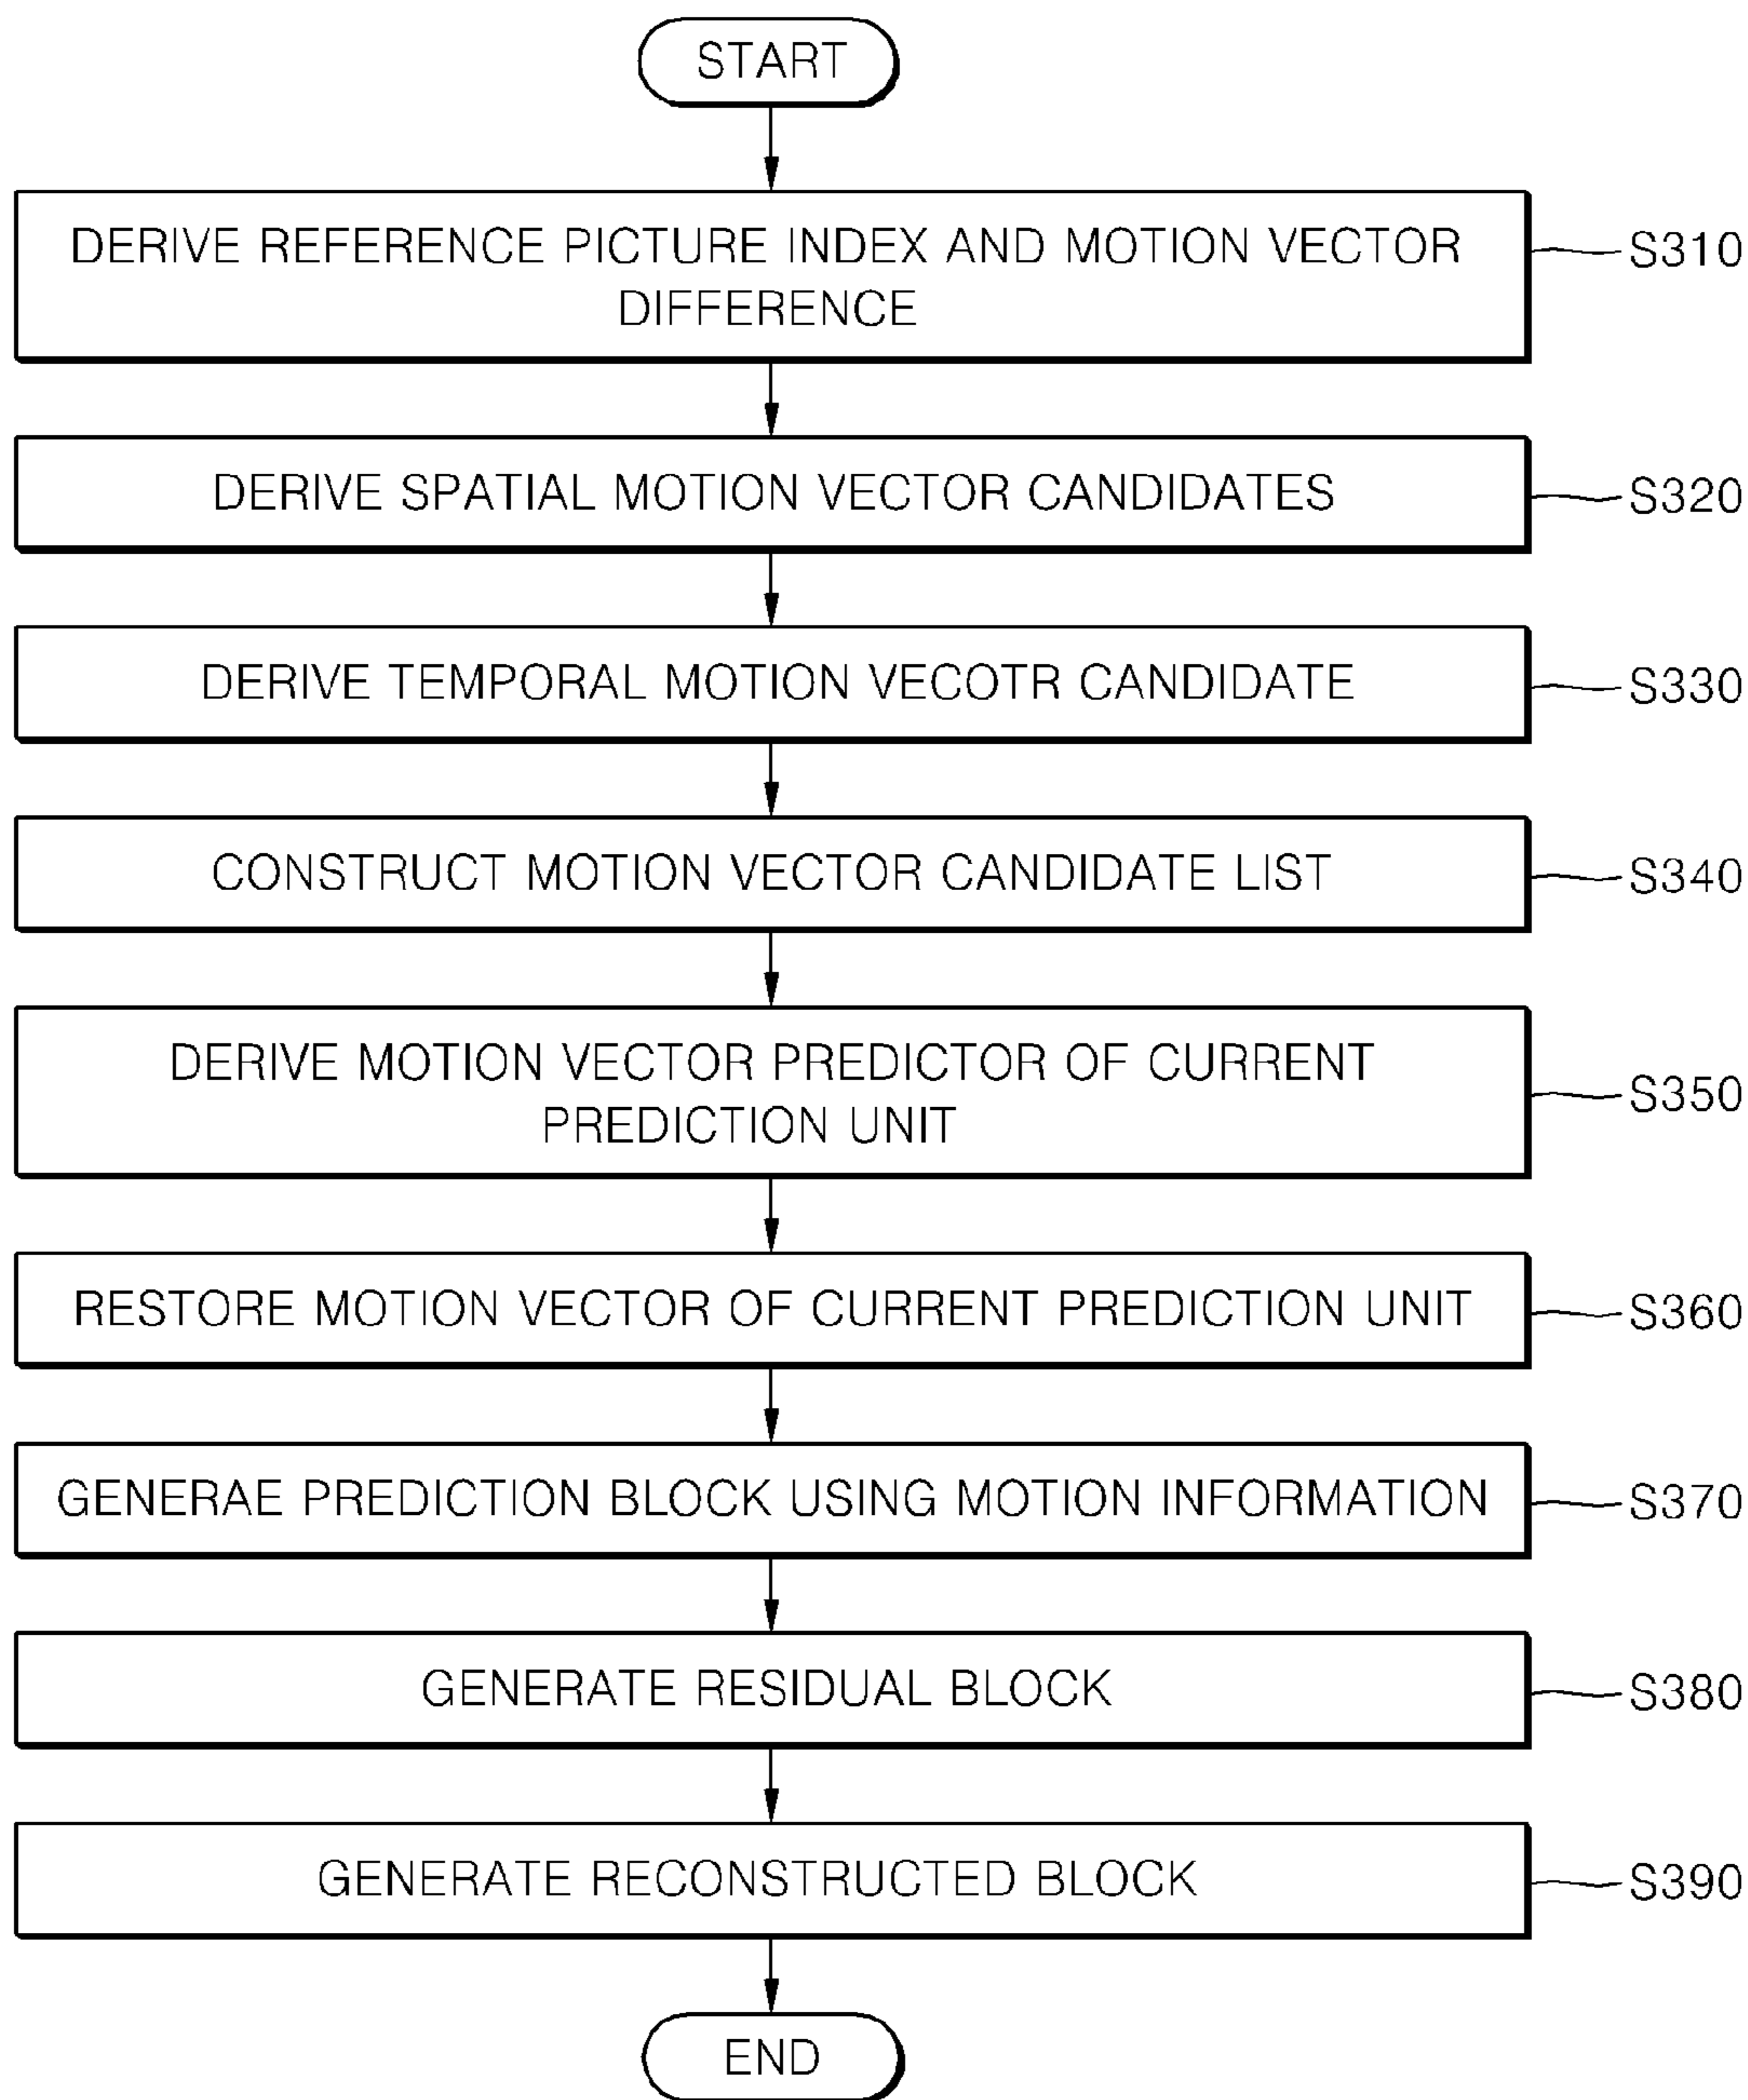 START
DERIVE REFERENCE PICTURE INDEX AND MOTION VECTOR
DIFFERENCE
S310
DERIVE SPATIAL MOTION VECTOR CANDIDATES
S320
DERIVE TEMPORAL MOTION VECOTR CANDIDATE
S330
CONSTRUCT MOTION VECTOR CANDIDATE LIST
S340
DERIVE MOTION VECTOR PREDICTOR OF CURRENT
PREDICTION UNIT
S350
RESTORE MOTION VECTOR OF CURRENT PREDICTION UNIT
S360
GENERAE PREDICTION BLOCK USING MOTION INFORMATION
S370
GENERATE RESIDUAL BLOCK
S380
GENERATE RECONSTRUCTED BLOCK
S390
END